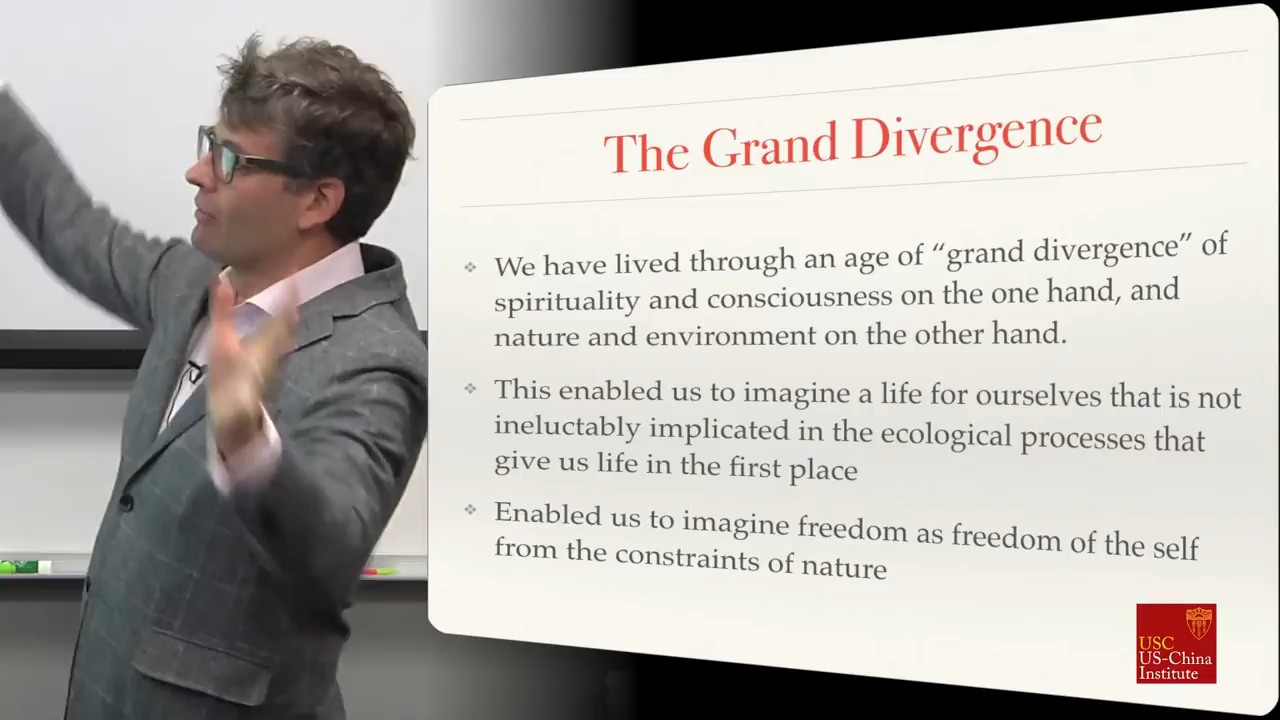 The Grand Divergence
❖ We have lived through an age of “grand divergence” of
spirituality and consciousness on the one hand, and
nature and environment on the other hand.
❖ This enabled us to imagine a life for ourselves that is not
ineluctably implicated in the ecological processes that
give us life in the first place
❖ Enabled us to imagine freedom as freedom of the self
from the constraints of nature
USC
US-China
Institute